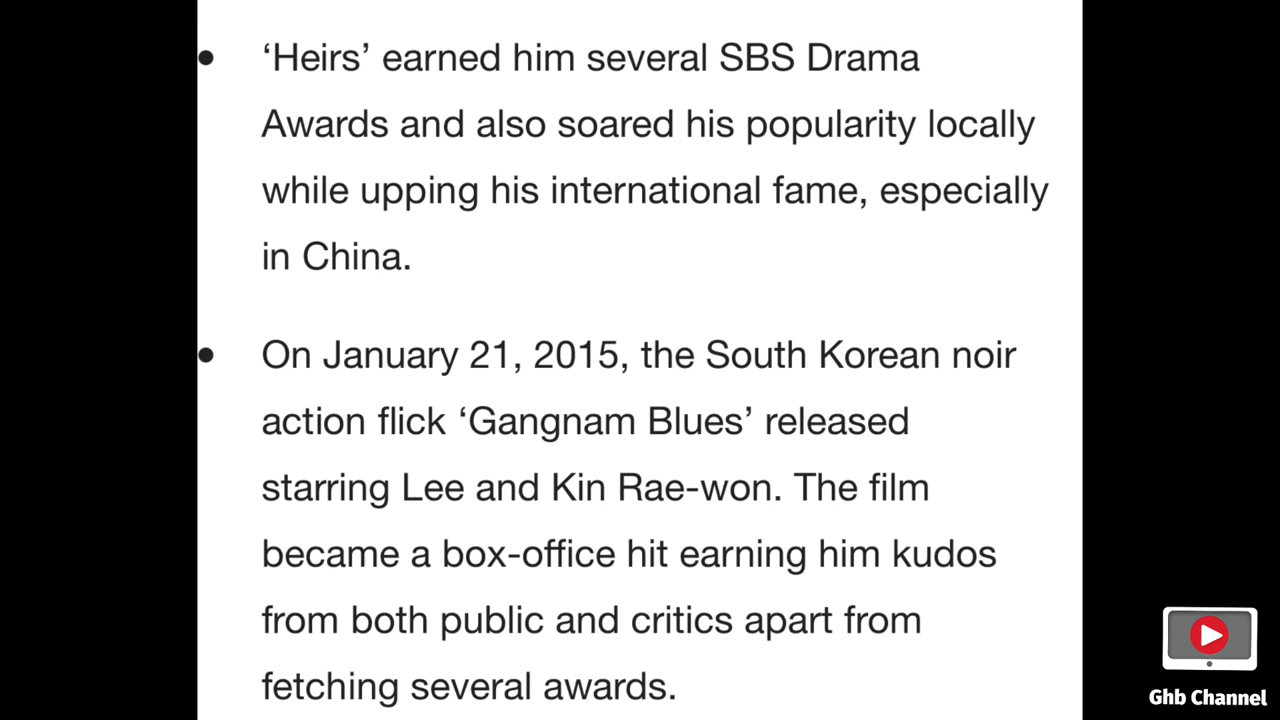 • ‘Heirs’ earned him several SBS Drama
Awards and also soared his popularity locally
while upping his international fame, especially
in China.
• On January 21, 2015, the South Korean noir
action flick ‘Gangnam Blues’ released
starring Lee and Kin Rae-won. The film
became a box-office hit earning him kudos
from both public and critics apart from
fetching several awards.
Ghb Channel